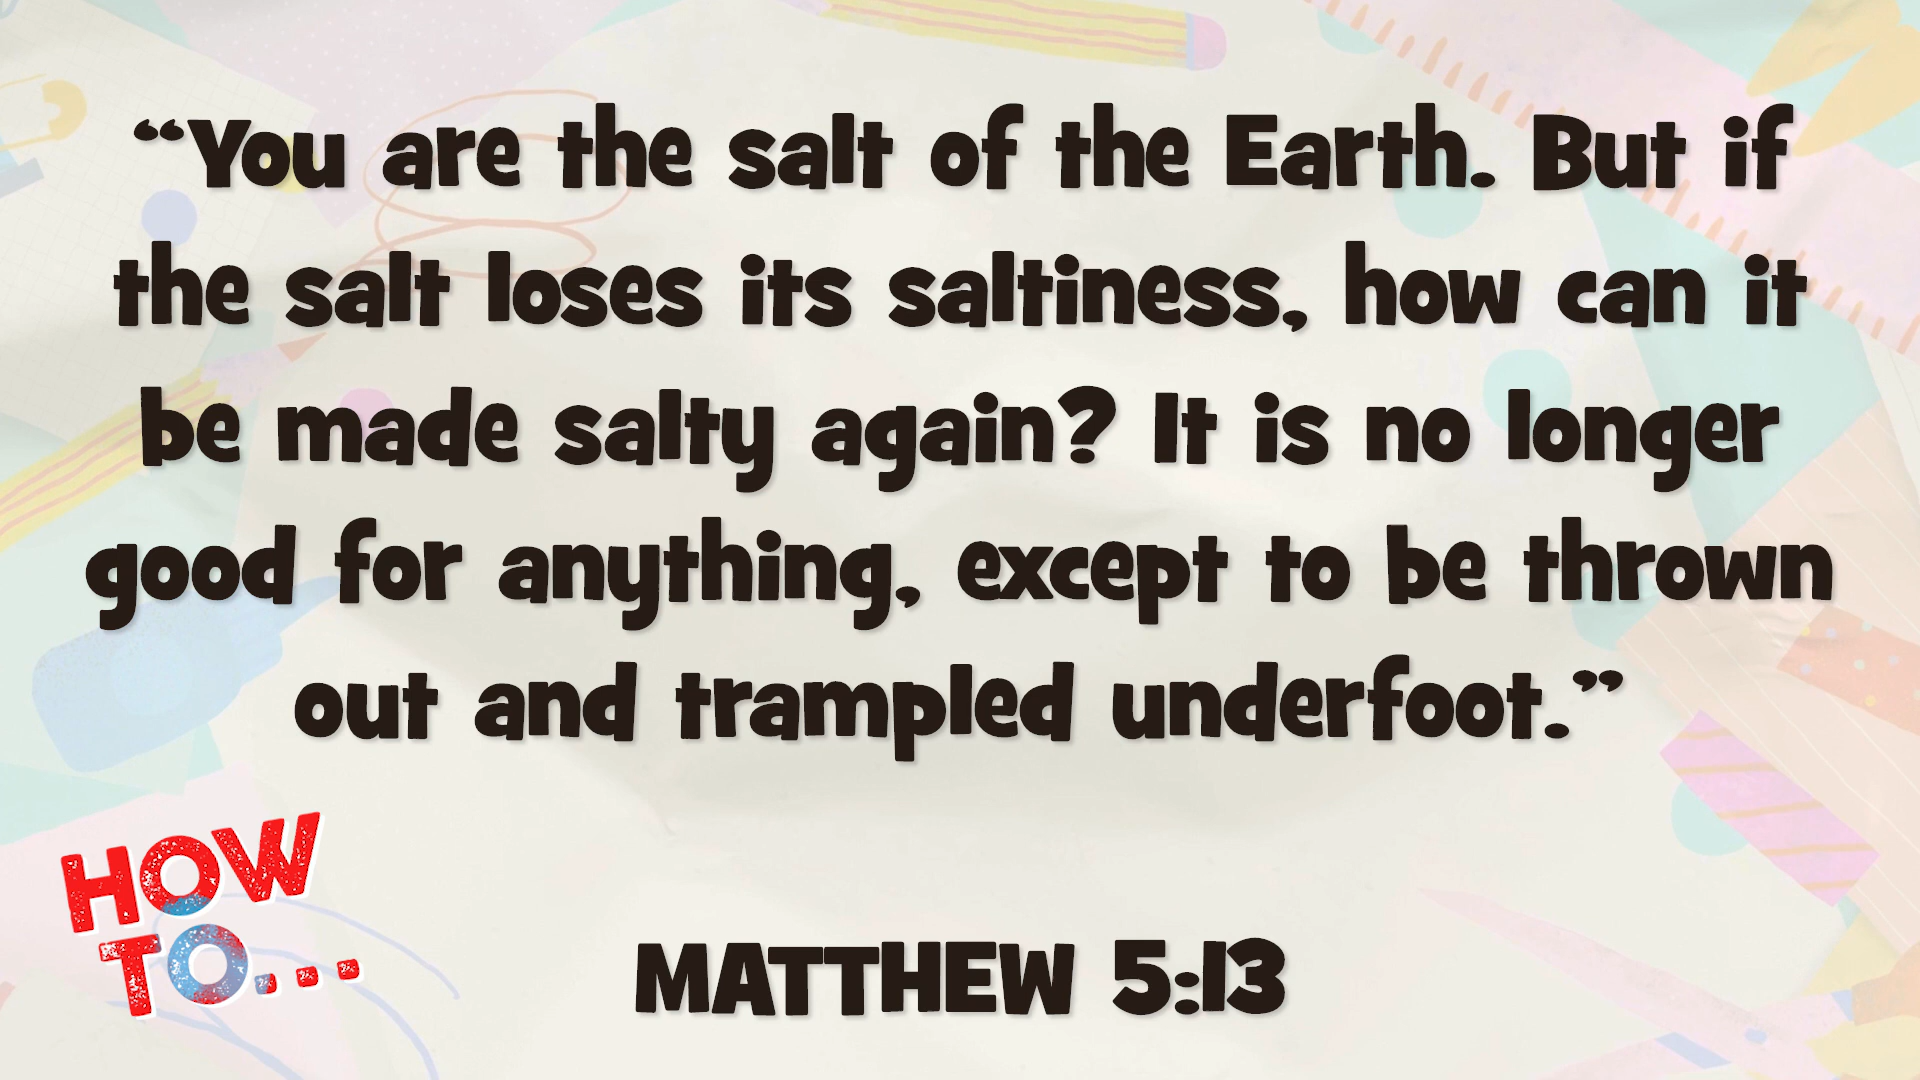 “You are the salt of the Earth. But if
the salt loses its saltiness, how can it
be made salty again? It is no longer
good for anything, except to be thrown
out and trampled underfoot.”
HOW
TO...
MATTHEW 5:13